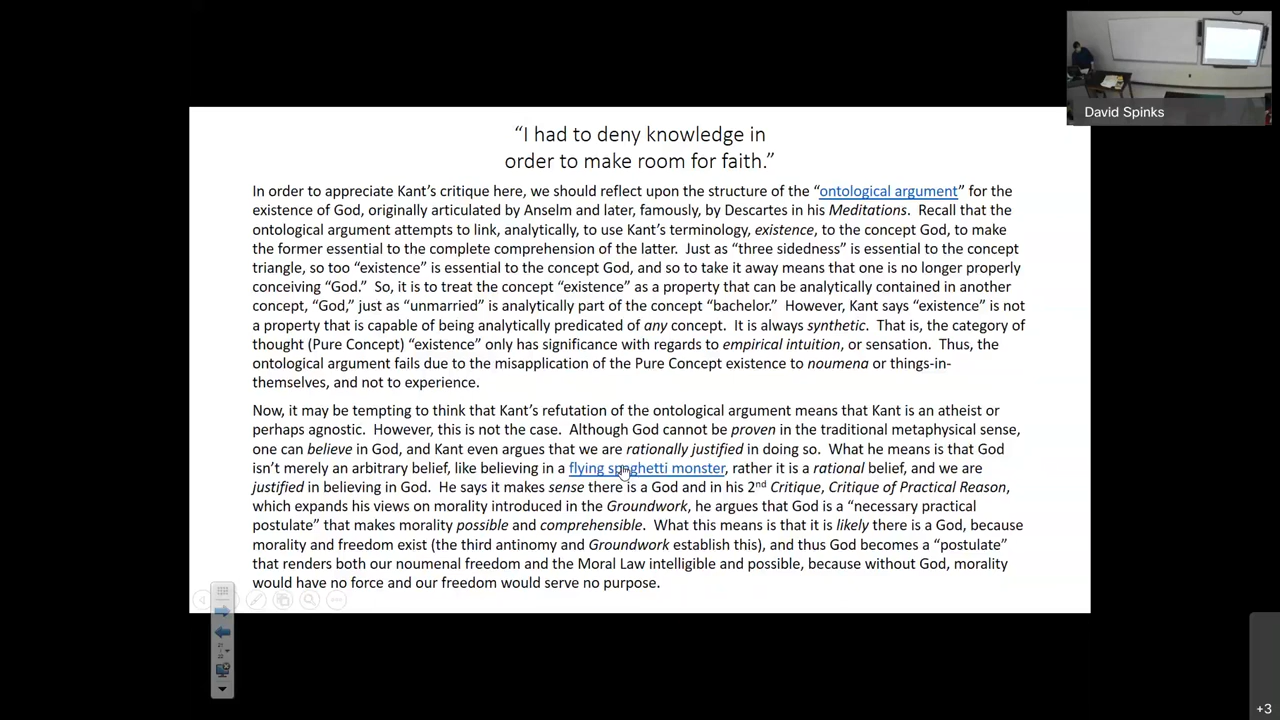 David Spinks
“I had to deny knowledge in
order to make room for faith.”
In order to appreciate Kant’s critique here, we should reflect upon the structure of the “ontological argument” for the
existence of God, originally articulated by Anselm and later, famously, by Descartes in his Meditations. Recall that the
ontological argument attempts to link, analytically, to use Kant’s terminology, existence, to the concept God, to make
the former essential to the complete comprehension of the latter. Just as “three sidedness” is essential to the concept
triangle, so too “existence” is essential to the concept God, and so to take it away means that one is no longer properly
conceiving “God.” So, it is to treat the concept “existence” as a property that can be analytically contained in another
concept, “God,” just as “unmarried” is analytically part of the concept “bachelor.” However, Kant says “existence” is not
a property that is capable of being analytically predicated of any concept. It is always synthetic. That is, the category of
thought (Pure Concept) “existence” only has significance with regards to empirical intuition, or sensation. Thus, the
ontological argument fails due to the misapplication of the Pure Concept existence to noumena or things-in-
themselves, and not to experience.
Now, it may be tempting to think that Kant’s refutation of the ontological argument means that Kant is an atheist or
perhaps agnostic. However, this is not the case. Although God cannot be proven in the traditional metaphysical sense,
one can believe in God, and Kant even argues that we are rationally justified in doing so. What he means is that God
isn’t merely an arbitrary belief, like believing in a flying spaghetti monster, rather it is a rational belief, and we are
justified in believing in God. He says it makes sense there is a God and in his 2nd Critique, Critique of Practical Reason,
which expands his views on morality introduced in the Groundwork, he argues that God is a “necessary practical
postulate” that makes morality possible and comprehensible. What this means is that it is likely there is a God, because
morality and freedom exist (the third antinomy and Groundwork establish this), and thus God becomes a “postulate”
that renders both our noumenal freedom and the Moral Law intelligible and possible, because without God, morality
would have no force and our freedom would serve no purpose.
+3